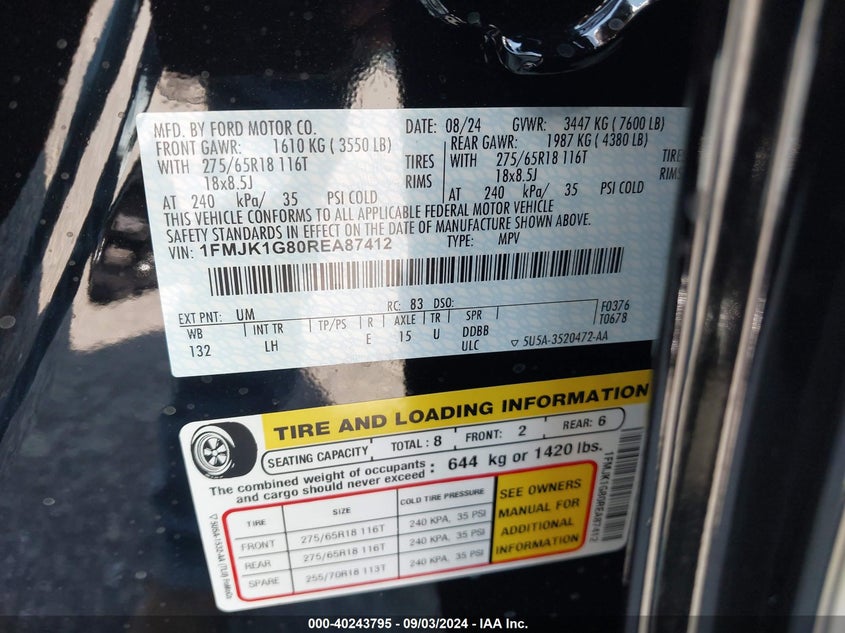 MFD. BY FORD MOTOR CO.
DATE: 08/24 GVWR: 3447 KG (7600 LB)
FRONT GAWR: 1610 KG (3550 LB)
REAR GAWR: 1987 KG (4380 LB)
WITH 275/65R18 116T TIRES
WITH 275/65R18 116T TIRES
18x8.5J RIMS
18x8.5J RIMS
AT 240 kPa/ 35 PSI COLD
AT 240 kPa/ 35 PSI COLD
THIS VEHICLE CONFORMS TO ALL APPLICABLE FEDERAL MOTOR VEHICLE
SAFETY STANDARDS IN EFFECT ON THE DATE OF MANUFACTURE SHOWN ABOVE.
VIN: 1FMJK1G80REA87412 TYPE: MPV
EXT PNT: UM RC: 83 DSO:
WB INT TR TP/PS R AXLE TR SPR
132 LH E 15 U DDBB
ULC
F0376
T0678
▽ 5U5A-3520472-AA
TIRE AND LOADING INFORMATION
SEATING CAPACITY TOTAL: 8 FRONT: 2 REAR: 6
The combined weight of occupants
and cargo should never exceed : 644 kg or 1420 lbs.
TIRE SIZE COLD TIRE PRESSURE
FRONT 275/65R18 116T 240 KPA, 35 PSI
REAR 275/65R18 116T 240 KPA, 35 PSI
SPARE 255/70R18 113T 240 KPA, 35 PSI
SEE OWNERS
MANUAL FOR
ADDITIONAL
INFORMATION
1FMJK1G80REA87412
000-40243795 - 09/03/2024 - IAA Inc.